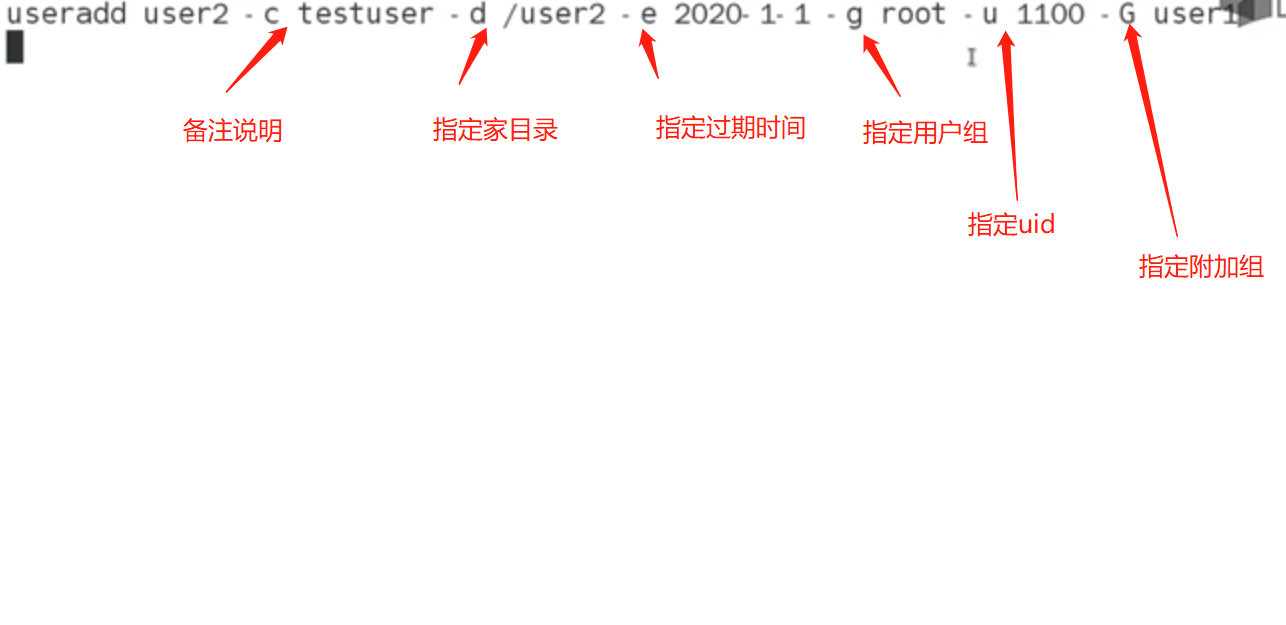 useradd user2 -c testuser -d /user2 -e 2020-1-1 -g root -u 1100 -G user1
备注说明
指定家目录
指定过期时间
指定用户组
指定uid
指定附加组